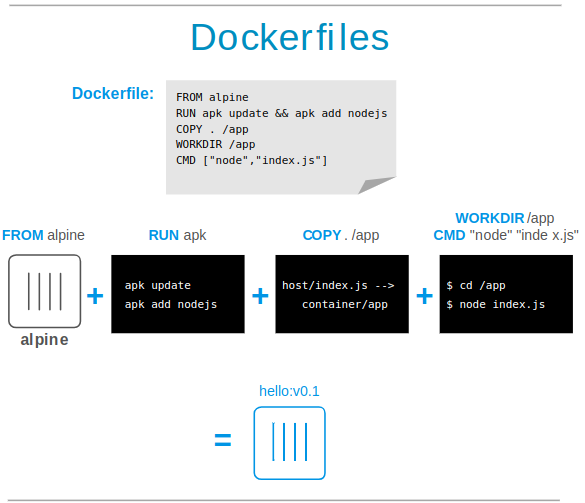 Dockerfiles
Dockerfile:
FROM alpine
RUN apk update && apk add nodejs
COPY . /app
WORKDIR /app
CMD ["node","index.js"]
FROM alpine
RUN apk
COPY . /app
WORKDIR /app
CMD "node" "inde x.js"
+
apk update
apk add nodejs
+
host/index.js -->
container/app
+
$ cd /app
$ node index.js
alpine
hello:v0.1
=